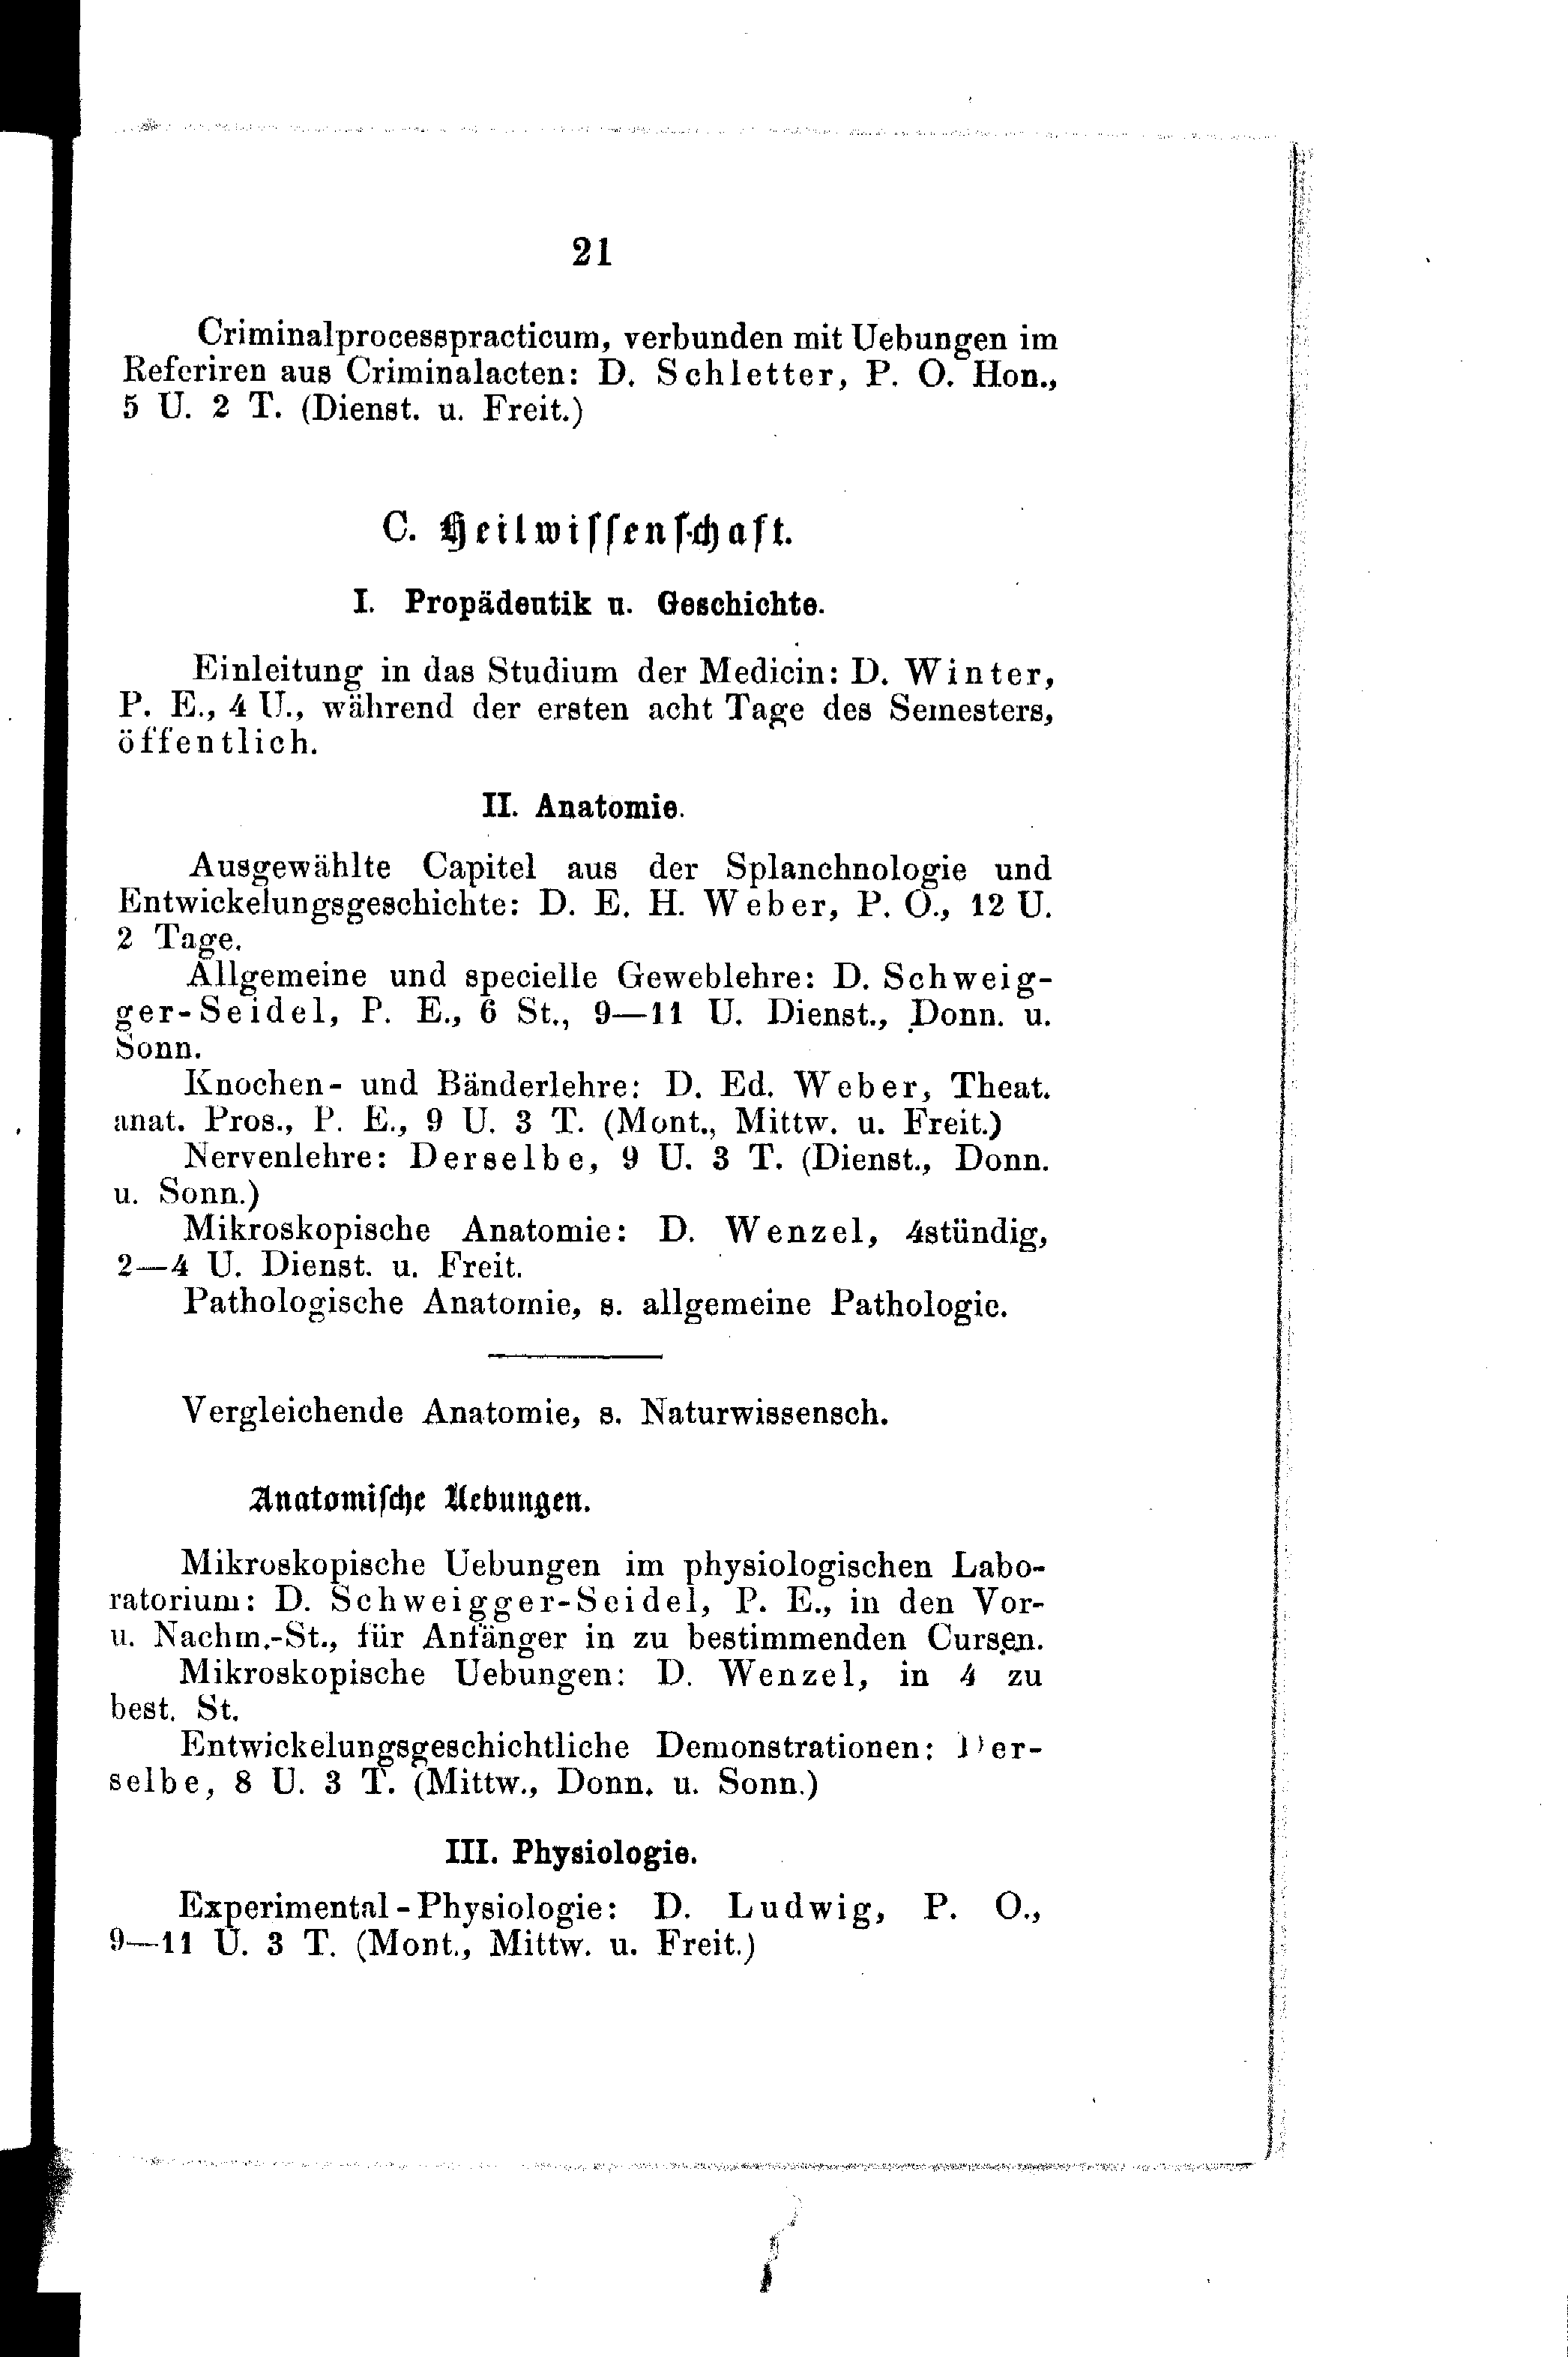 21
Criminalprocesspracticum, verbunden mit Uebungen im
Referiren aus Criminalacten: D. Schletter, P. O. Hon.,
5 U. 2 T. (Dienst. u. Freit.)
C. Heilwissenschaft.
I. Propädeutik u. Geschichte.
Einleitung in das Studium der Medicin: D. Winter,
P. E., 4 U., während der ersten acht Tage des Semesters,
öffentlich.
II. Anatomie.
Ausgewählte Capitel aus der Splanchnologie und
Entwickelungsgeschichte: D. E. H. Weber, P. O., 12 U.
2 Tage.
Allgemeine und specielle Geweblehre: D. Schweig-
ger-Seidel, P. E., 6 St., 9—11 U. Dienst., Donn. u.
Sonn.
Knochen- und Bänderlehre: D. Ed. Weber, Theat.
anat. Pros., P. E., 9 U. 3 T. (Mont., Mittw. u. Freit.)
Nervenlehre: Derselbe, 9 U. 3 T. (Dienst., Donn.
u. Sonn.)
Mikroskopische Anatomie: D. Wenzel, 4stündig,
2—4 U. Dienst. u. Freit.
Pathologische Anatomie, s. allgemeine Pathologie.
Vergleichende Anatomie, s. Naturwissensch.
Anatomische Uebungen.
Mikroskopische Uebungen im physiologischen Labo-
ratorium: D. Schweigger-Seidel, P. E., in den Vor-
u. Nachm.-St., für Anfänger in zu bestimmenden Cursen.
Mikroskopische Uebungen: D. Wenzel, in 4 zu
best. St.
Entwickelungsgeschichtliche Demonstrationen: Der-
selbe, 8 U. 3 T. (Mittw., Donn. u. Sonn.)
III. Physiologie.
Experimental-Physiologie: D. Ludwig, P. O.,
9—11 U. 3 T. (Mont., Mittw. u. Freit.)